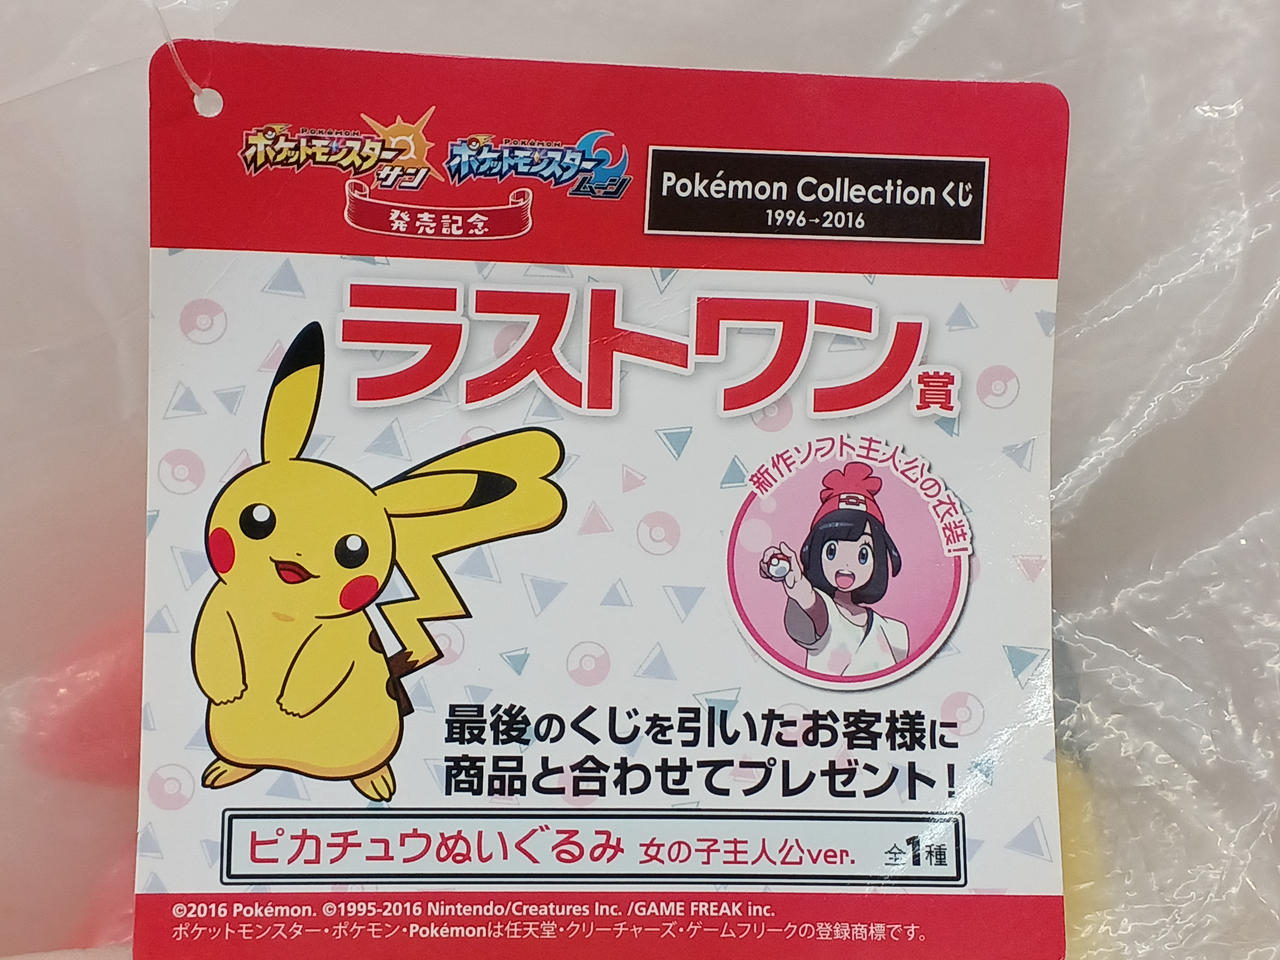 POKÉMON
ポケットモンスター
サン
POKÉMON
ポケットモンスター
ムーン
発売記念
Pokémon Collectionくじ
1996→2016
ラストワン賞
新作ソフト主人公の衣装!
最後のくじを引いたお客様に
商品と合わせてプレゼント!
ピカチュウぬいぐるみ 女の子主人公ver. 全1種
©2016 Pokémon. ©1995-2016 Nintendo/Creatures Inc. /GAME FREAK inc.
ポケットモンスター・ポケモン・Pokémonは任天堂・クリーチャーズ・ゲームフリークの登録商標です。